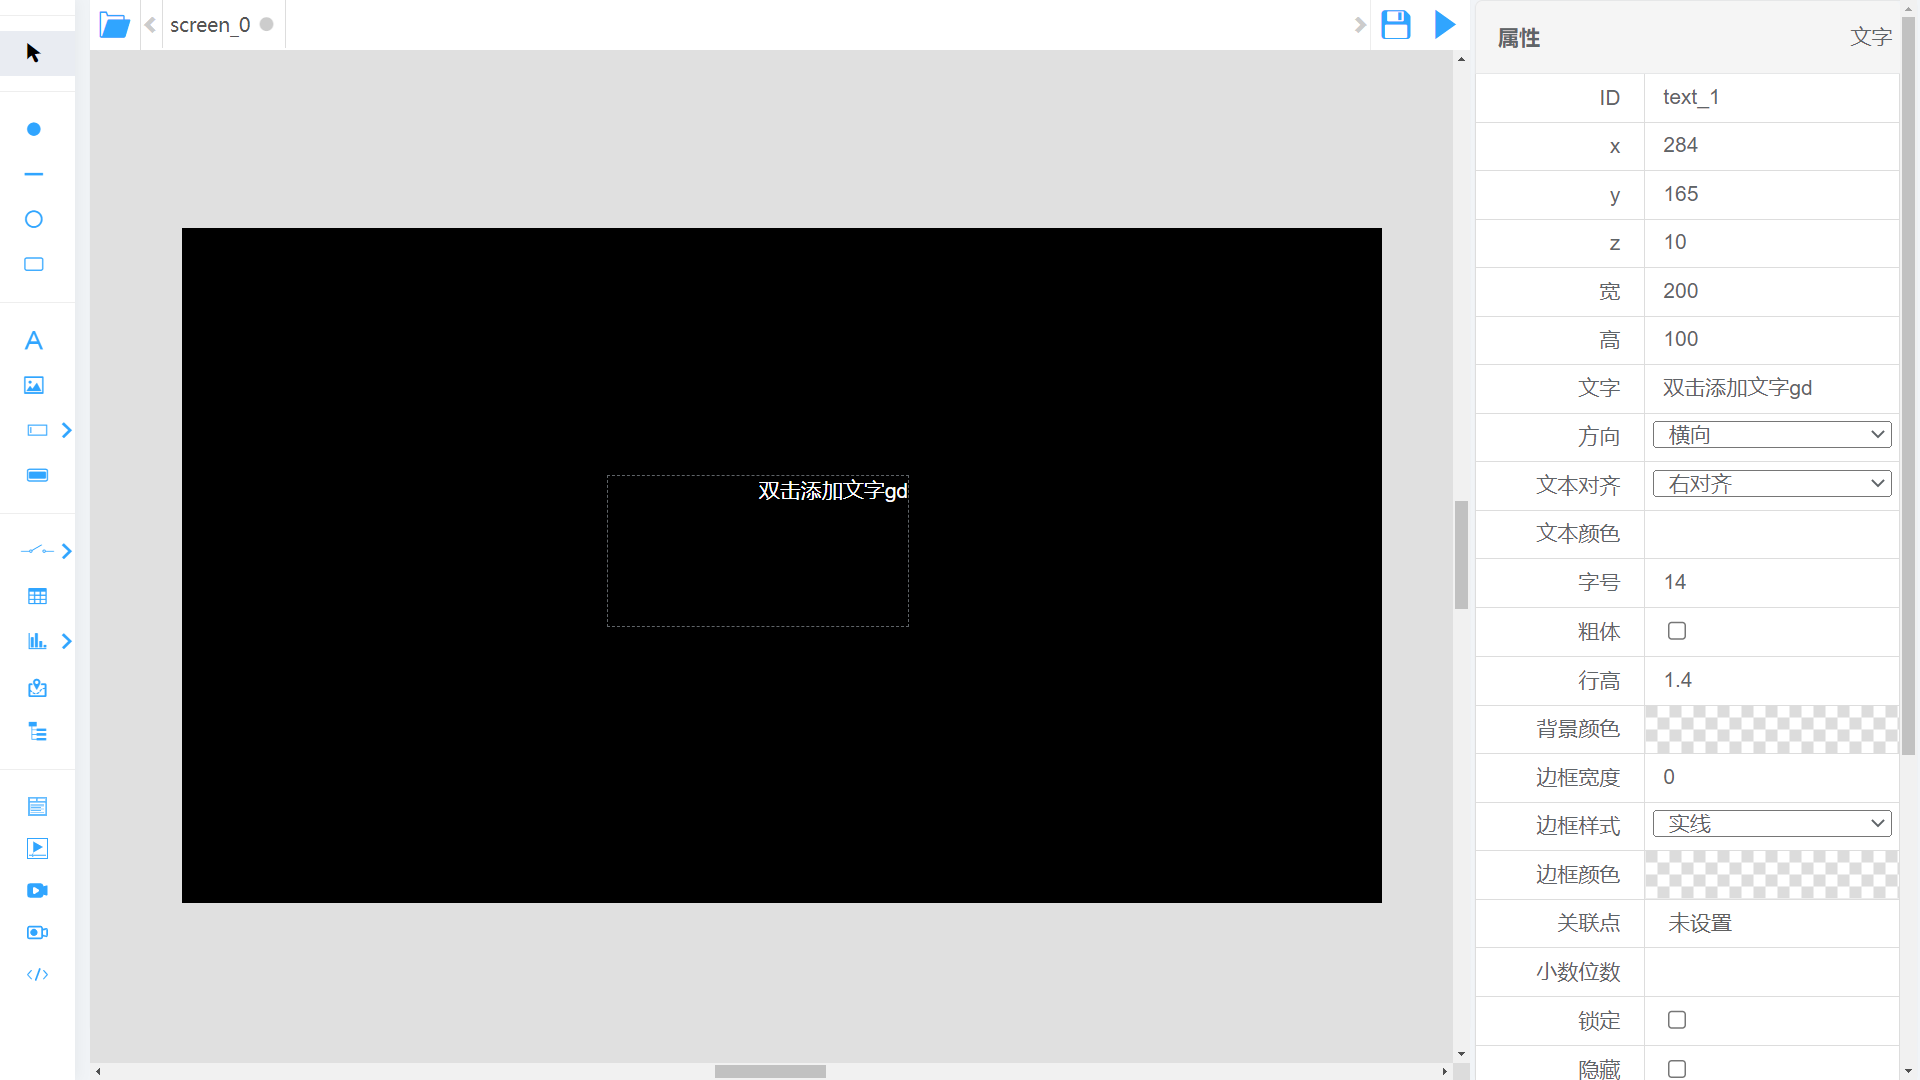 screen_0
属性
文字
ID
text_1
x
284
y
165
z
10
宽
200
高
100
文字
双击添加文字gd
方向
横向
文本对齐
右对齐
文本颜色
字号
14
粗体
行高
1.4
背景颜色
边框宽度
0
边框样式
实线
边框颜色
关联点
未设置
小数位数
锁定
隐藏
双击添加文字gd